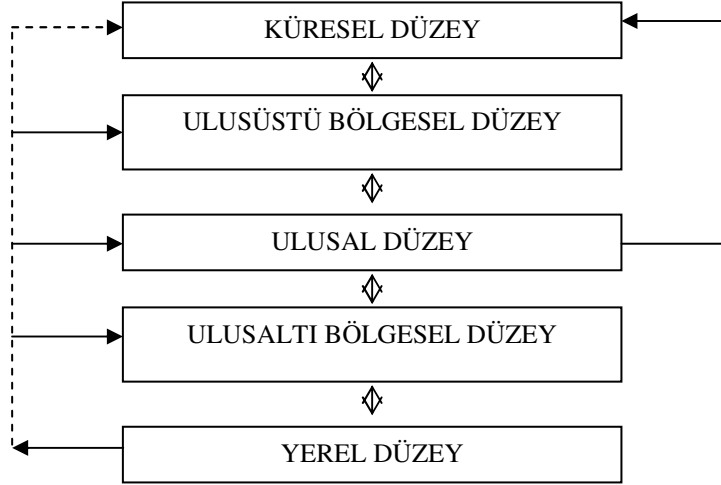 KÜRESEL DÜZEY
ULUSÜSTÜ BÖLGESEL DÜZEY
ULUSAL DÜZEY
ULUSALTI BÖLGESEL DÜZEY
YEREL DÜZEY